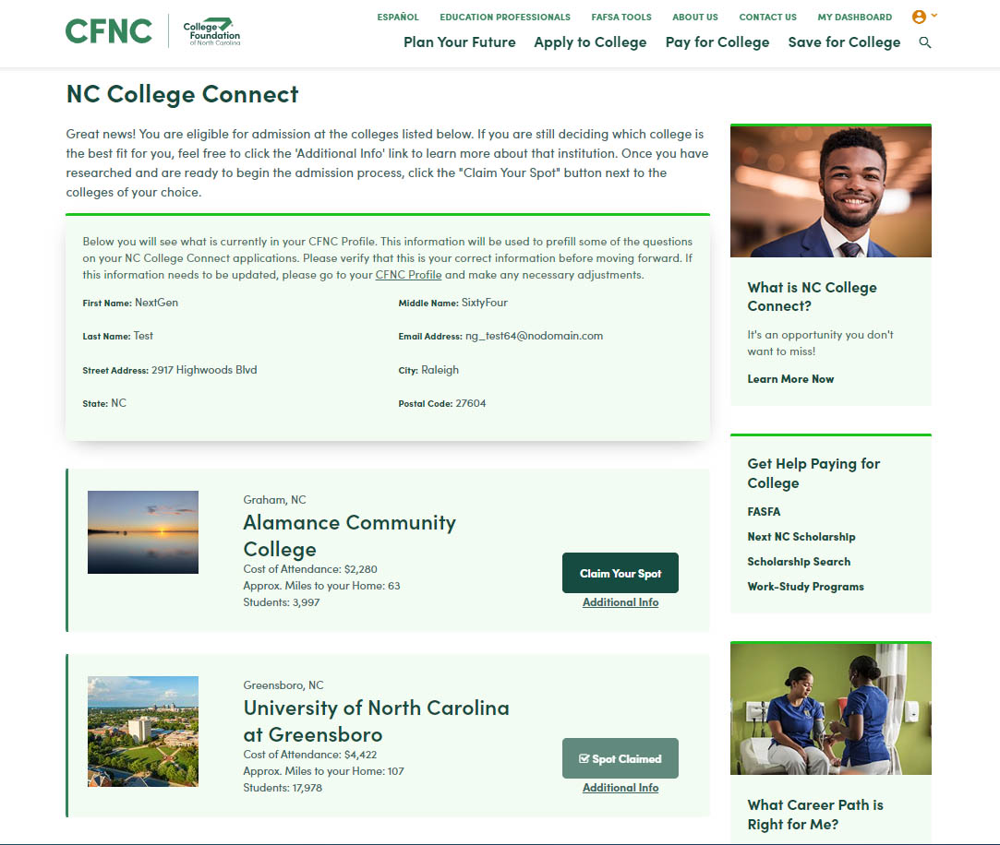 CFNC
College
Foundation
of North Carolina
ESPAÑOL EDUCATION PROFESSIONALS FAFSA TOOLS ABOUT US CONTACT US MY DASHBOARD
Plan Your Future Apply to College Pay for College Save for College
NC College Connect
Great news! You are eligible for admission at the colleges listed below. If you are still deciding which college is
the best fit for you, feel free to click the 'Additional Info' link to learn more about that institution. Once you have
researched and are ready to begin the admission process, click the "Claim Your Spot" button next to the
colleges of your choice.
Below you will see what is currently in your CFNC Profile. This information will be used to prefill some of the questions
on your NC College Connect applications. Please verify that this is your correct information before moving forward. If
this information needs to be updated, please go to your CFNC Profile and make any necessary adjustments.
First Name: NextGen Middle Name: SixtyFour
Last Name: Test Email Address: ng_test64@nodomain.com
Street Address: 2917 Highwoods Blvd City: Raleigh
State: NC Postal Code: 27604
Graham, NC
Alamance Community
College
Cost of Attendance: $2,280
Approx. Miles to your Home: 63
Students: 3,997
Claim Your Spot
Additional Info
Greensboro, NC
University of North Carolina
at Greensboro
Cost of Attendance: $4,422
Approx. Miles to your Home: 107
Students: 17,978
Spot Claimed
Additional Info
What is NC College
Connect?
It's an opportunity you don't
want to miss!
Learn More Now
Get Help Paying for
College
FASFA
Next NC Scholarship
Scholarship Search
Work-Study Programs
What Career Path is
Right for Me?